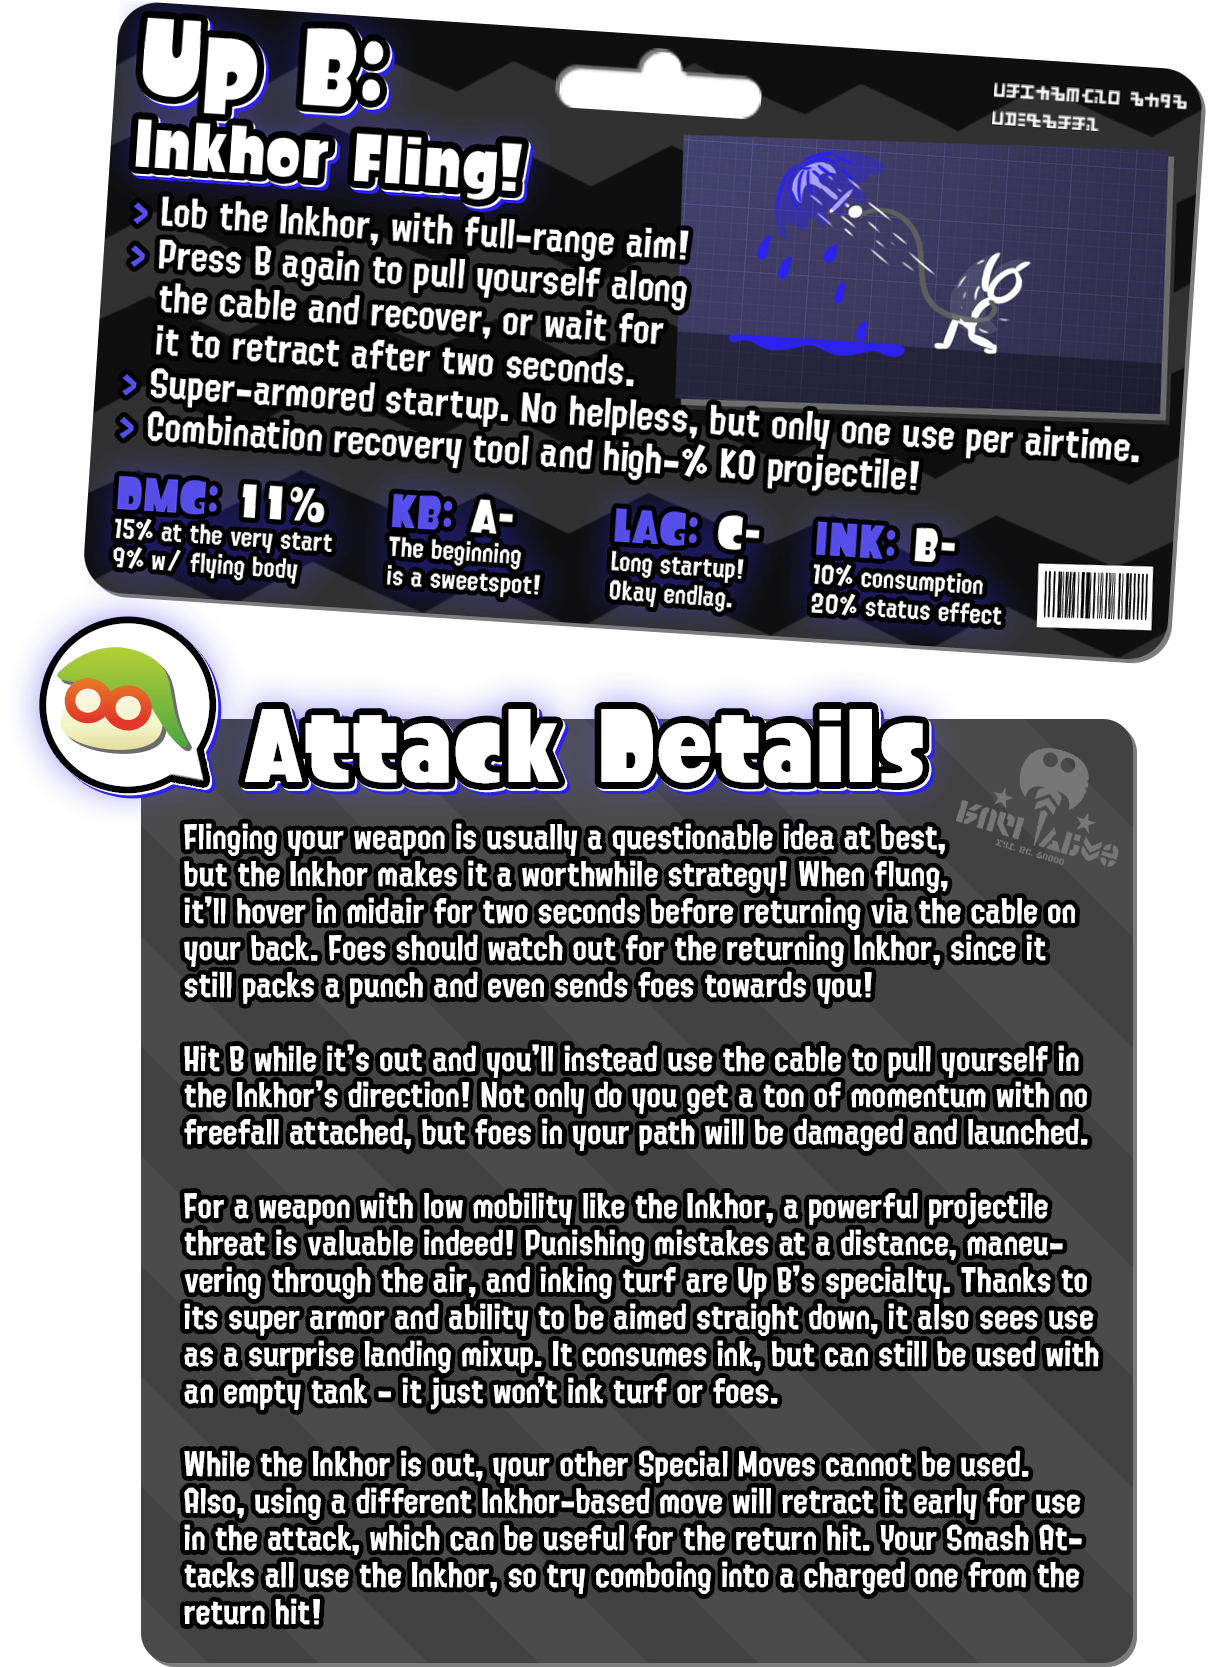 Up B:
Inkhor Fling!
> Lob the Inkhor, with full-range aim!
> Press B again to pull yourself along
the cable and recover, or wait for
it to retract after two seconds.
> Super-armored startup. No helpless, but only one use per airtime.
> Combination recovery tool and high-% KO projectile!
DMG: 11%
15% at the very start
9% w/ flying body
KB: A-
The beginning
is a sweetspot!
LAG: C-
Long startup!
Okay endlag.
INK: B-
10% consumption
20% status effect
Attack Details
Flinging your weapon is usually a questionable idea at best,
but the Inkhor makes it a worthwhile strategy! When flung,
it'll hover in midair for two seconds before returning via the cable on
your back. Foes should watch out for the returning Inkhor, since it
still packs a punch and even sends foes towards you!
Hit B while it's out and you'll instead use the cable to pull yourself in
the Inkhor's direction! Not only do you get a ton of momentum with no
freefall attached, but foes in your path will be damaged and launched.
For a weapon with low mobility like the Inkhor, a powerful projectile
threat is valuable indeed! Punishing mistakes at a distance, maneu-
vering through the air, and inking turf are Up B's specialty. Thanks to
its super armor and ability to be aimed straight down, it also sees use
as a surprise landing mixup. It consumes ink, but can still be used with
an empty tank - it just won't ink turf or foes.
While the Inkhor is out, your other Special Moves cannot be used.
Also, using a different Inkhor-based move will retract it early for use
in the attack, which can be useful for the return hit. Your Smash At-
tacks all use the Inkhor, so try comboing into a charged one from the
return hit!